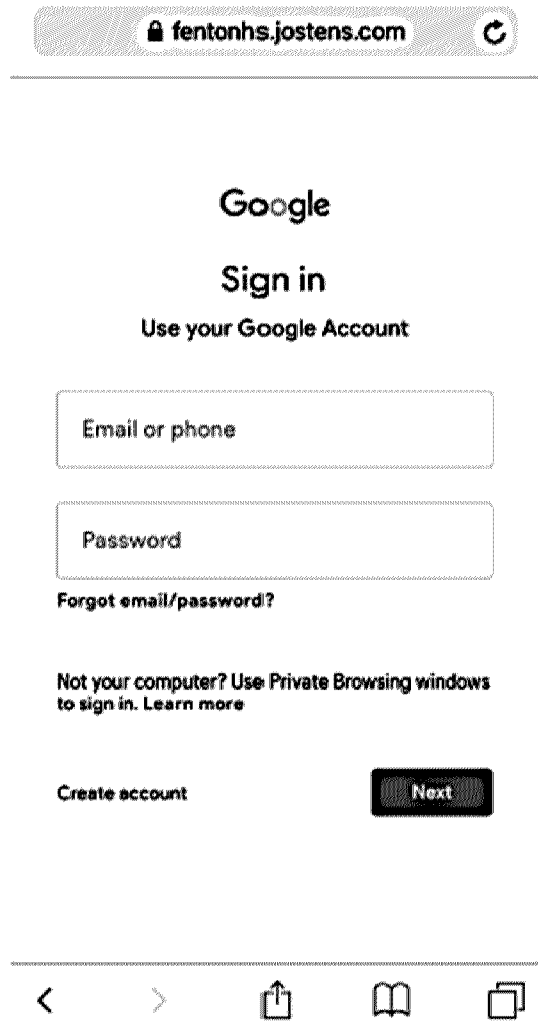 fentonhs.jostens.com
Google
Sign in
Use your Google Account
Email or phone
Password
Forgot email/password?
Not your computer? Use Private Browsing windows
to sign in. Learn more
Create account
Next